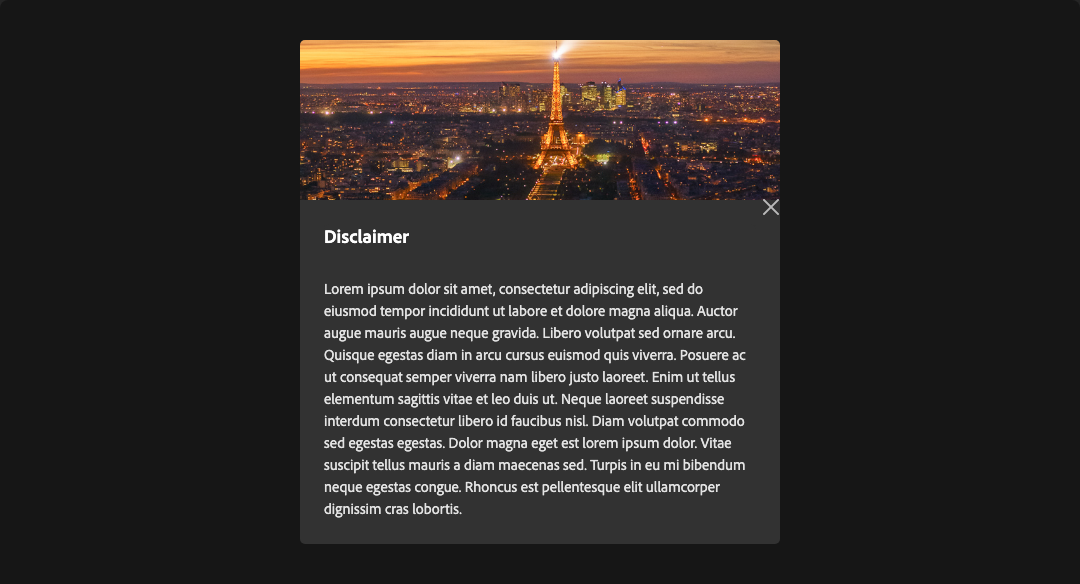 Disclaimer
Lorem ipsum dolor sit amet, consectetur adipiscing elit, sed do
eiusmod tempor incididunt ut labore et dolore magna aliqua. Auctor
augue mauris augue neque gravida. Libero volutpat sed ornare arcu.
Quisque egestas diam in arcu cursus euismod quis viverra. Posuere ac
ut consequat semper viverra nam libero justo laoreet. Enim ut tellus
elementum sagittis vitae et leo duis ut. Neque laoreet suspendisse
interdum consectetur libero id faucibus nisl. Diam volutpat commodo
sed egestas egestas. Dolor magna eget est lorem ipsum dolor. Vitae
suscipit tellus mauris a diam maecenas sed. Turpis in eu mi bibendum
neque egestas congue. Rhoncus est pellentesque elit ullamcorper
dignissim cras lobortis.